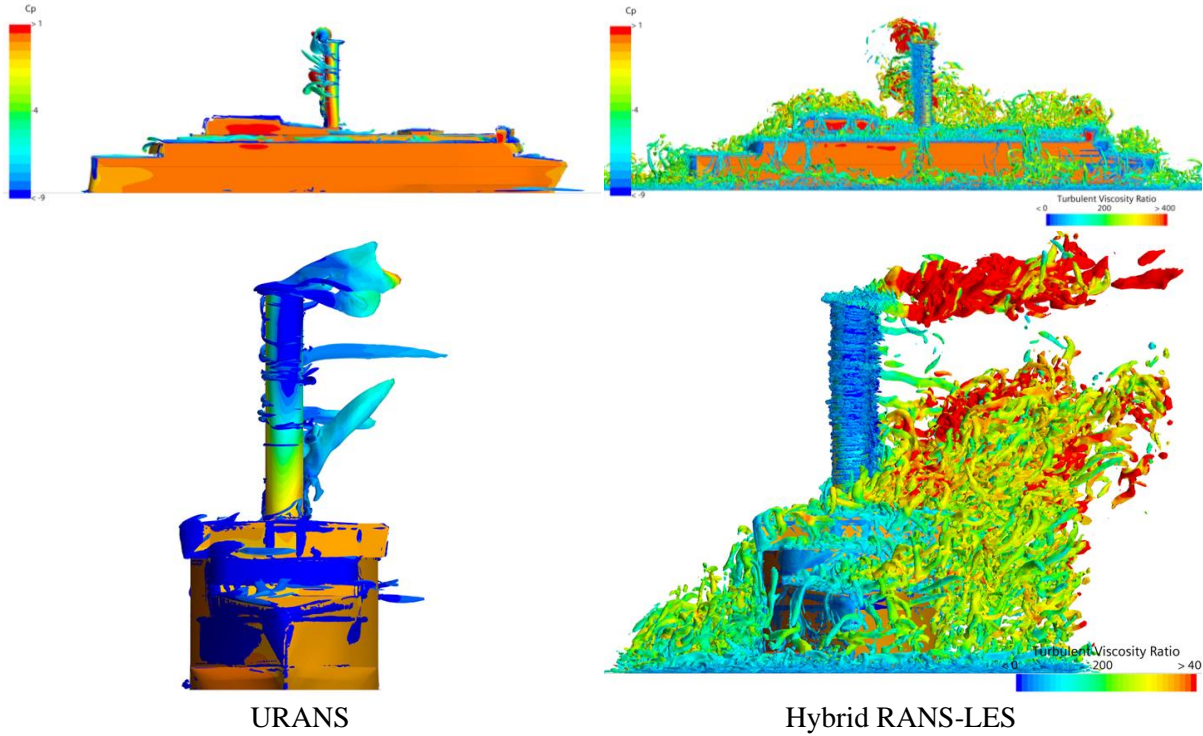 Cp
> 1
-4
< -9
Cp
> 1
-4
< -9
Turbulent Viscosity Ratio
< 0 200 > 400
Turbulent Viscosity Ratio
< 0 200 > 40
URANS Hybrid RANS-LES